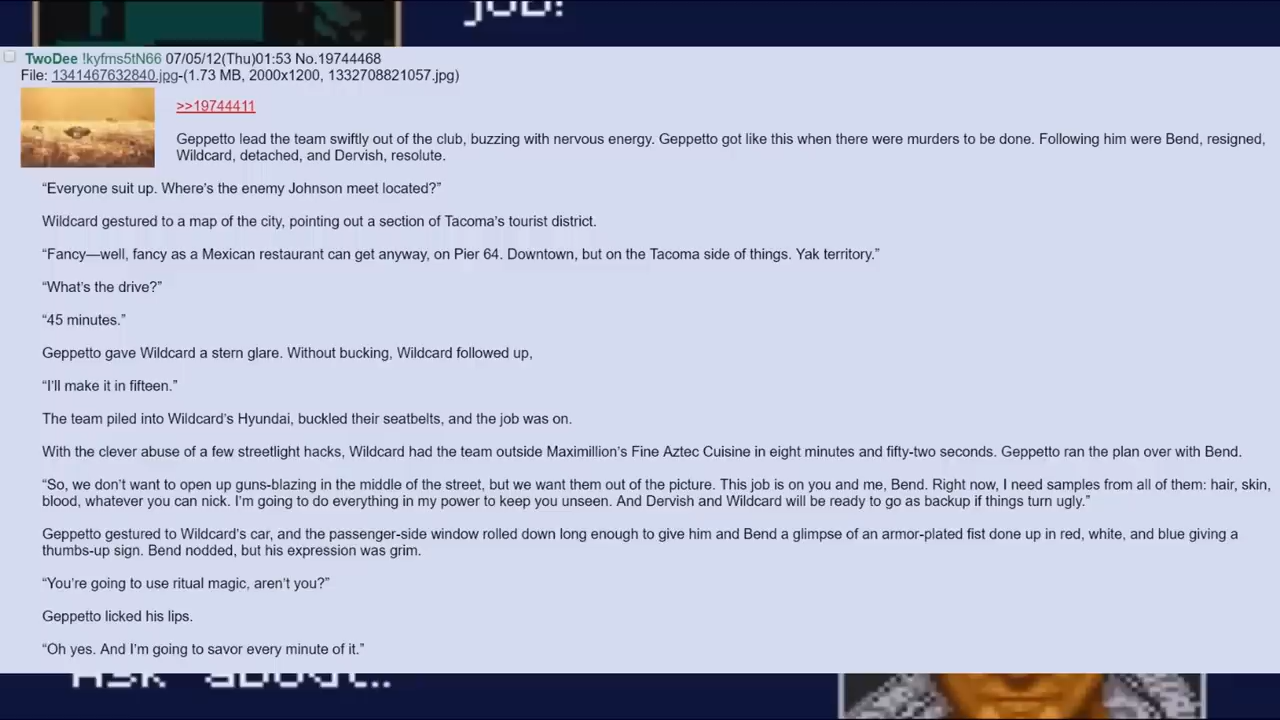 job!
TwoDee !kyfms5tN66 07/05/12(Thu)01:53 No.19744468
File: 1341467632840.jpg-(1.73 MB, 2000x1200, 1332708821057.jpg)
>>19744411
Geppetto lead the team swiftly out of the club, buzzing with nervous energy. Geppetto got like this when there were murders to be done. Following him were Bend, resigned,
Wildcard, detached, and Dervish, resolute.
“Everyone suit up. Where’s the enemy Johnson meet located?”
Wildcard gestured to a map of the city, pointing out a section of Tacoma’s tourist district.
“Fancy—well, fancy as a Mexican restaurant can get anyway, on Pier 64. Downtown, but on the Tacoma side of things. Yak territory.”
“What’s the drive?”
“45 minutes.”
Geppetto gave Wildcard a stern glare. Without bucking, Wildcard followed up,
“I’ll make it in fifteen.”
The team piled into Wildcard’s Hyundai, buckled their seatbelts, and the job was on.
With the clever abuse of a few streetlight hacks, Wildcard had the team outside Maximillion’s Fine Aztec Cuisine in eight minutes and fifty-two seconds. Geppetto ran the plan over with Bend.
“So, we don’t want to open up guns-blazing in the middle of the street, but we want them out of the picture. This job is on you and me, Bend. Right now, I need samples from all of them: hair, skin,
blood, whatever you can nick. I’m going to do everything in my power to keep you unseen. And Dervish and Wildcard will be ready to go as backup if things turn ugly.”
Geppetto gestured to Wildcard’s car, and the passenger-side window rolled down long enough to give him and Bend a glimpse of an armor-plated fist done up in red, white, and blue giving a
thumbs-up sign. Bend nodded, but his expression was grim.
“You’re going to use ritual magic, aren’t you?”
Geppetto licked his lips.
“Oh yes. And I’m going to savor every minute of it.”
Ask about..